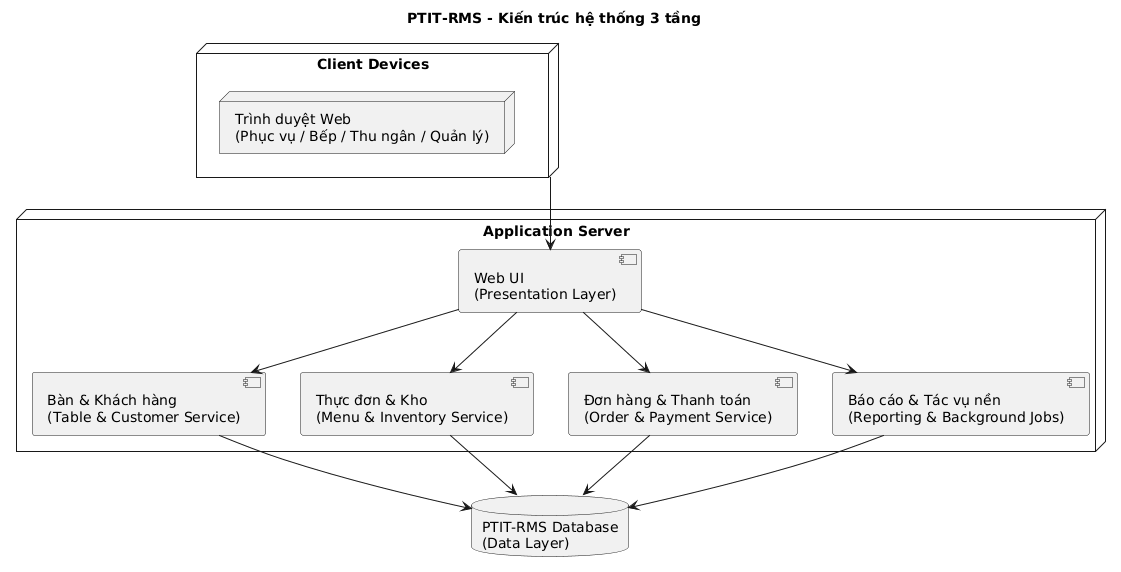 PTIT-RMS - Kiến trúc hệ thống 3 tầng
Client Devices
Trình duyệt Web
(Phục vụ / Bếp / Thu ngân / Quản lý)
Application Server
Web UI
(Presentation Layer)
Bàn & Khách hàng
(Table & Customer Service)
Thực đơn & Kho
(Menu & Inventory Service)
Đơn hàng & Thanh toán
(Order & Payment Service)
Báo cáo & Tác vụ nền
(Reporting & Background Jobs)
PTIT-RMS Database
(Data Layer)